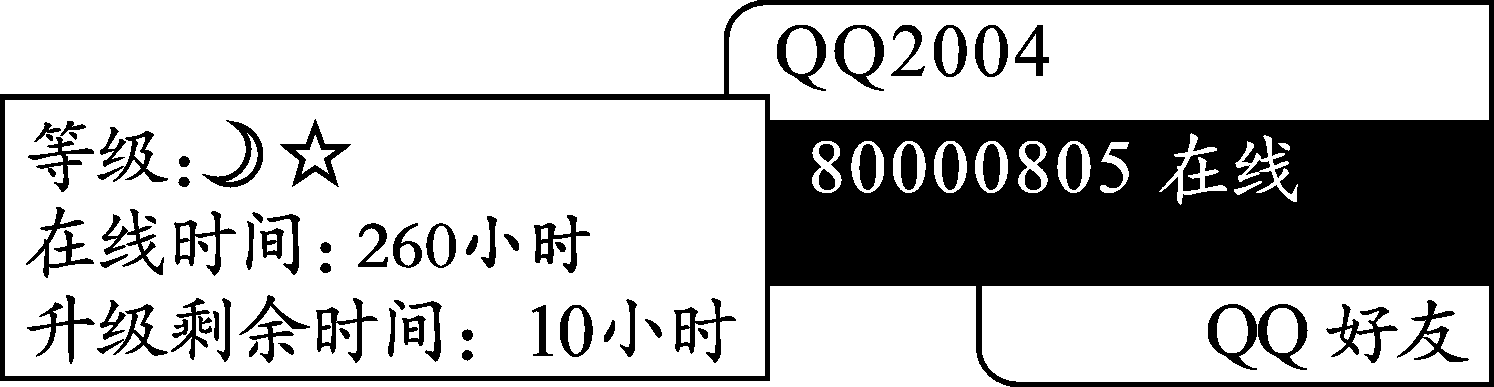 QQ2004
80000805 在线
等级:☽☆
在线时间: 260小时
升级剩余时间: 10小时
QQ 好友